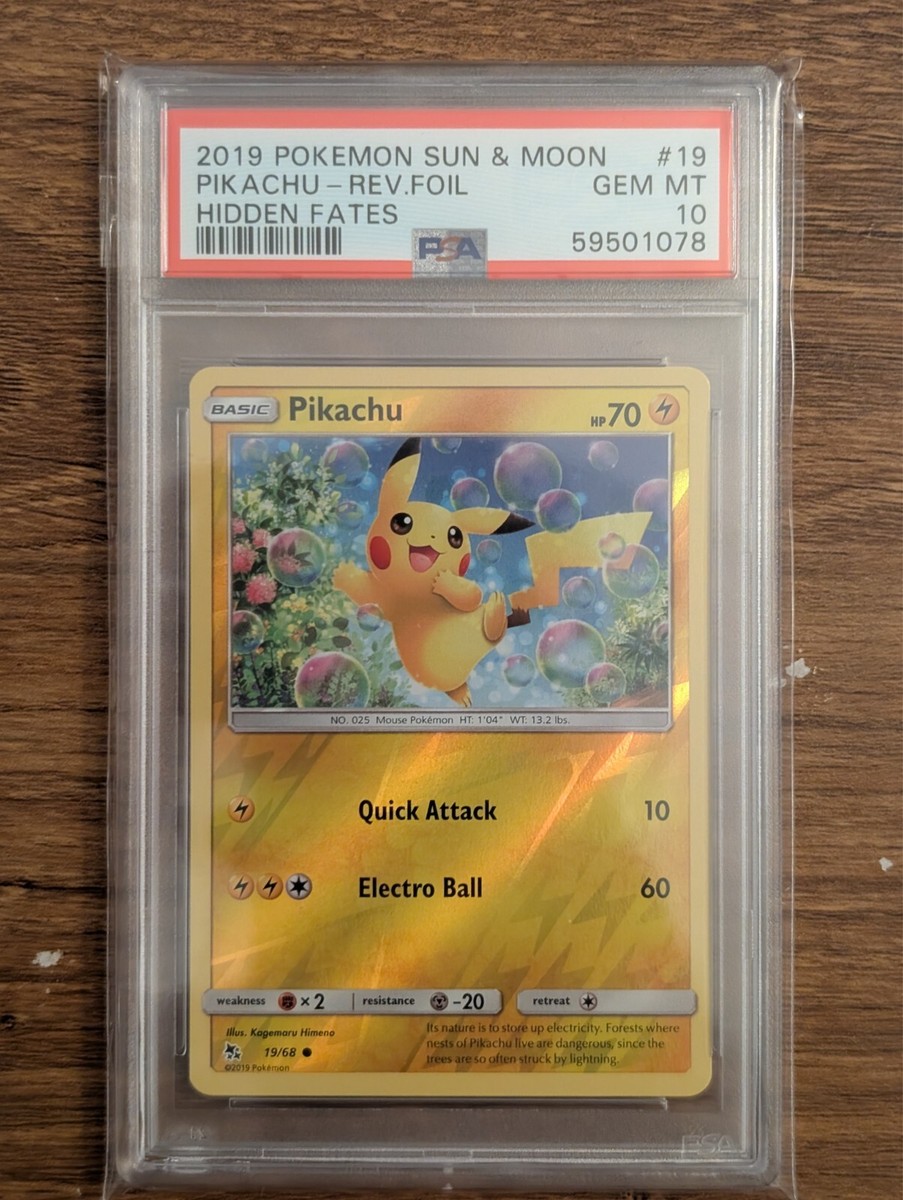 2019 POKEMON SUN & MOON #19
PIKACHU – REV.FOIL GEM MT
HIDDEN FATES 10
PSA 59501078
BASIC Pikachu HP70
NO. 025 Mouse Pokémon HT: 1'04" WT: 13.2 lbs.
Quick Attack 10
Electro Ball 60
weakness ×2 resistance -20 retreat
Illus. Kagemaru Himeno
19/68
©2019 Pokémon
Its nature is to store up electricity. Forests where
nests of Pikachu live are dangerous, since the
trees are so often struck by lightning.
PSA